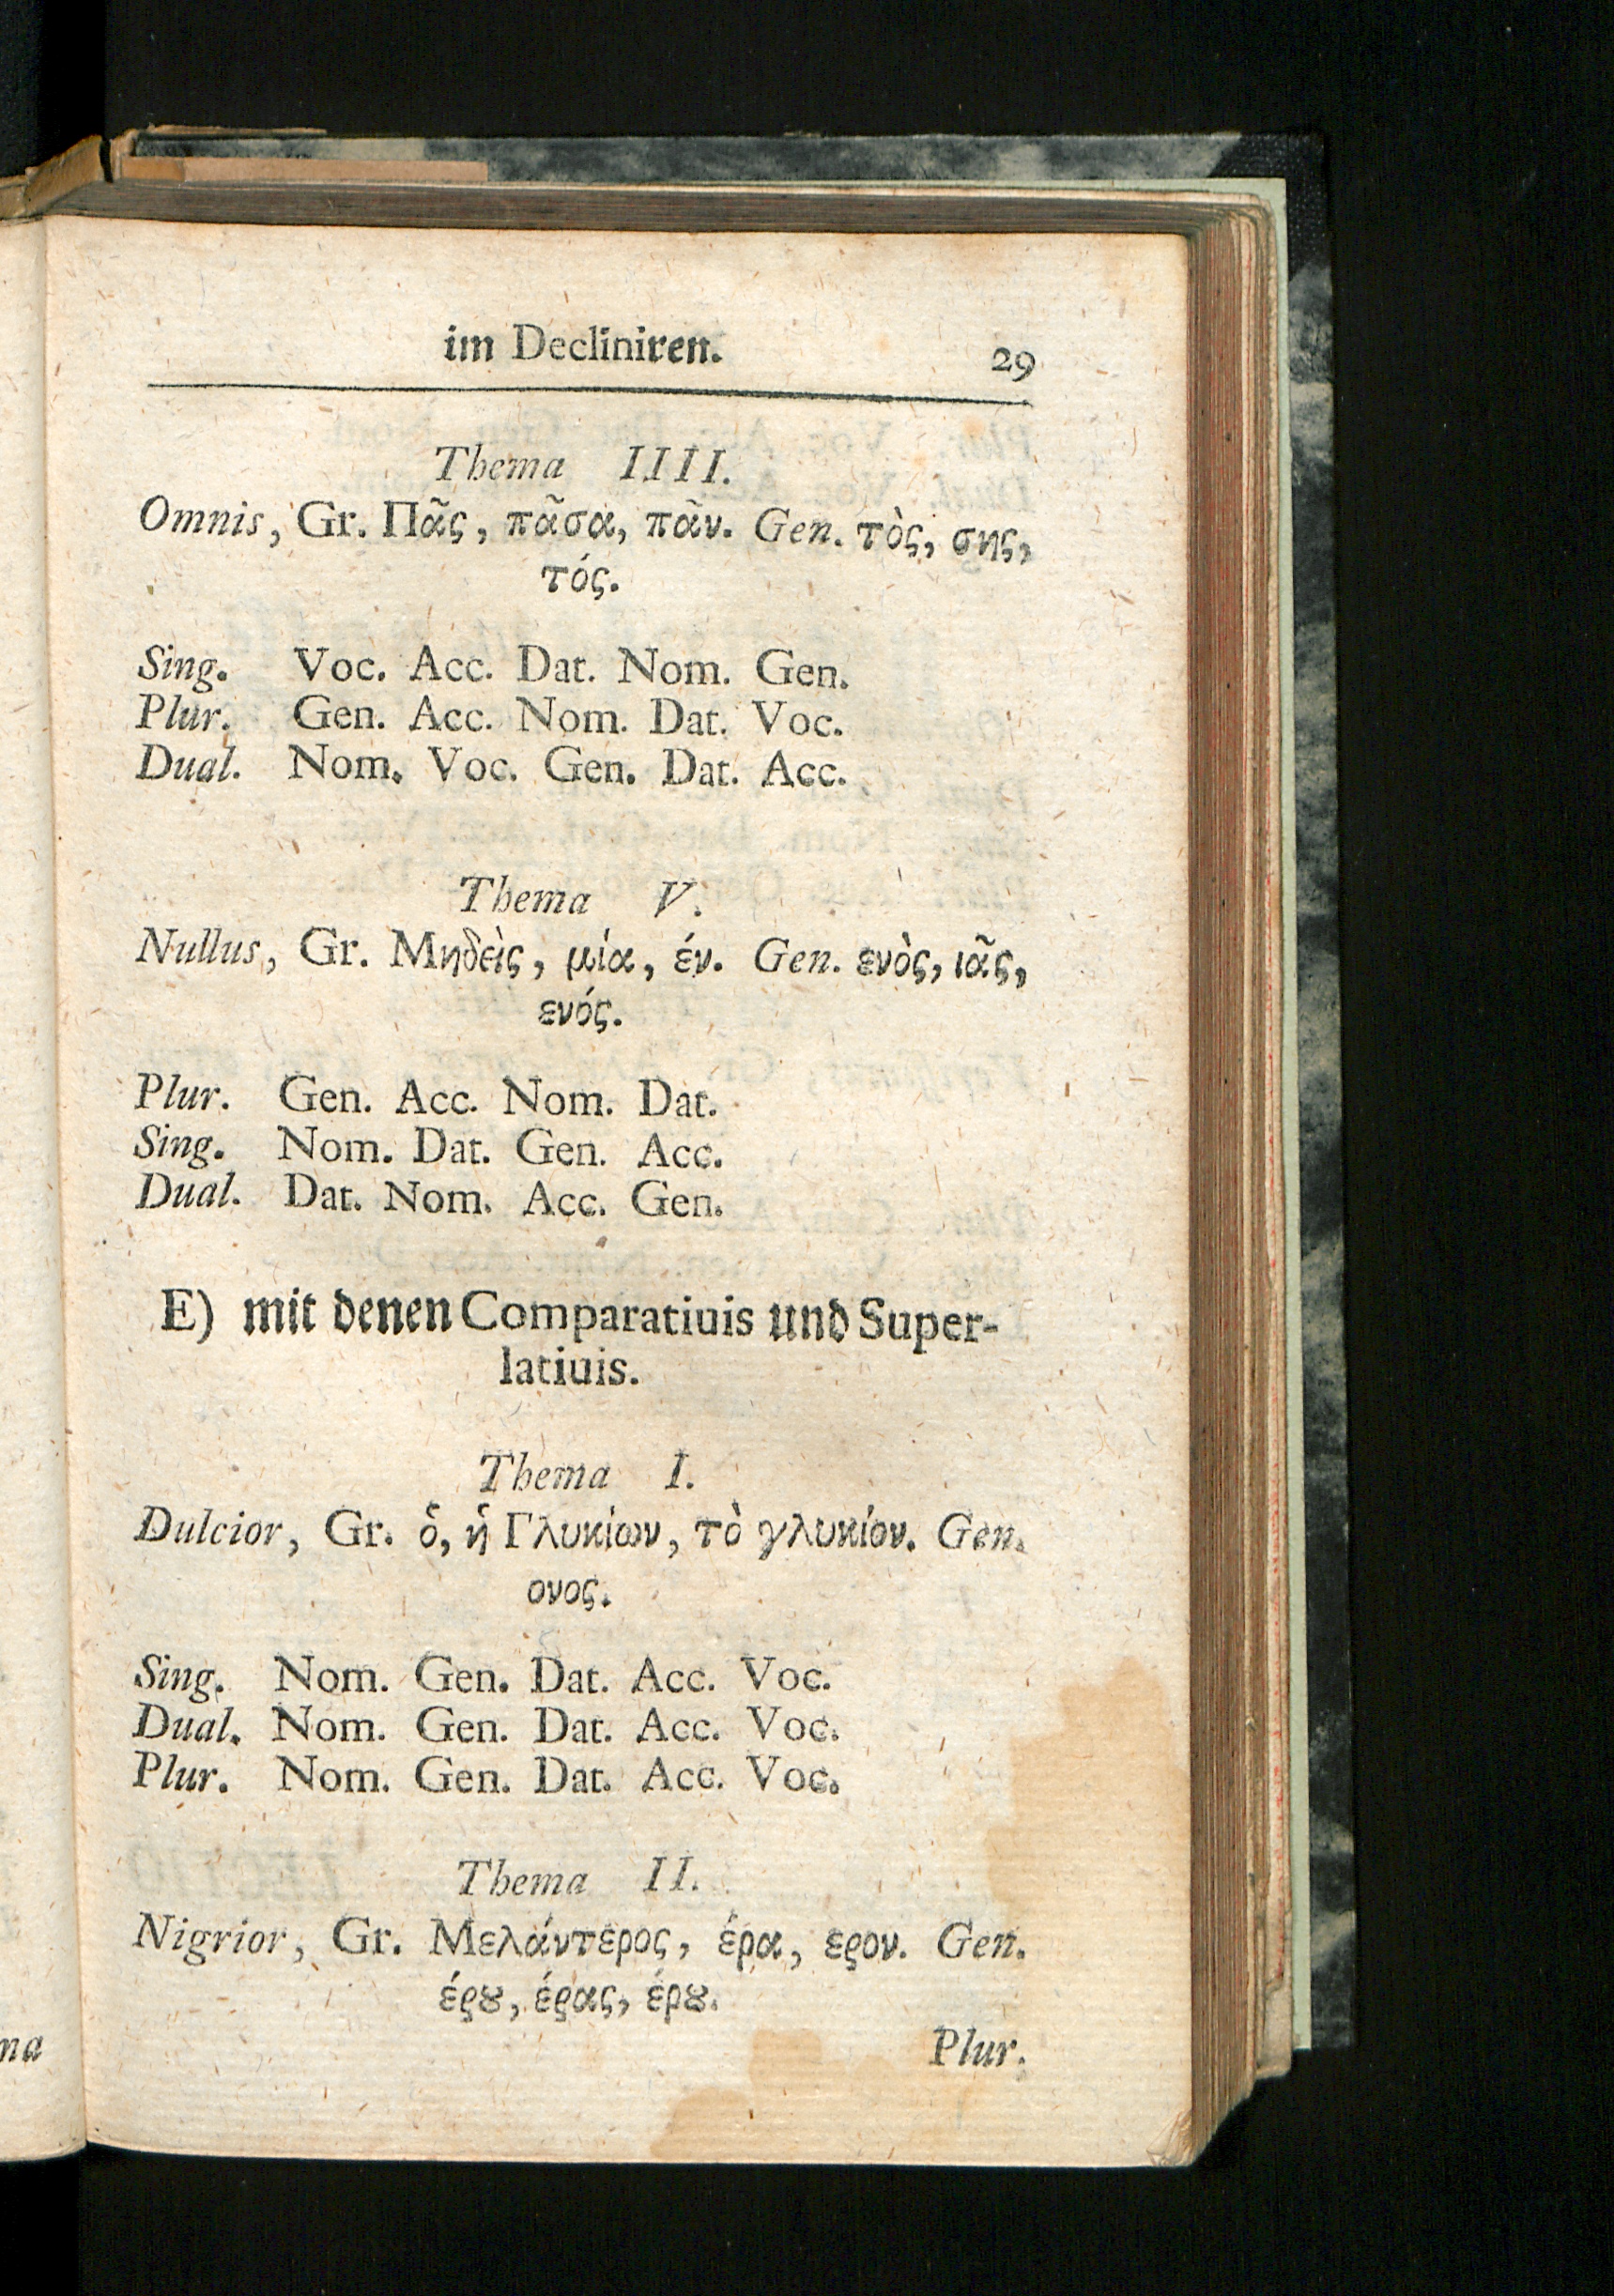 im Decliniren. 29
Thema IIII.
Omnis, Gr. Πᾶς, πᾶσα, πᾶν. Gen. τὸς, σης,
τός.
Sing. Voc. Acc. Dat. Nom. Gen.
Plur. Gen. Acc. Nom. Dat. Voc.
Dual. Nom. Voc. Gen. Dat. Acc.
Thema V.
Nullus, Gr. Μηδεὶς, μία, έν. Gen. ενὸς, ιᾶς,
ενός.
Plur. Gen. Acc. Nom. Dat.
Sing. Nom. Dat. Gen. Acc.
Dual. Dat. Nom. Acc. Gen.
E) mit denen Comparatiuis und Super-
latiuis.
Thema I.
Dulcior, Gr. ὁ, ἡ Γλυκίων, τὸ γλυκίον. Gen.
ονος.
Sing. Nom. Gen. Dat. Acc. Voc.
Dual. Nom. Gen. Dat. Acc. Voc.
Plur. Nom. Gen. Dat. Acc. Voc.
Thema II.
Nigrior, Gr. Μελάντερος, έρα, ερον. Gen.
έρȣ, έρας, έρȣ.
Plur.
na